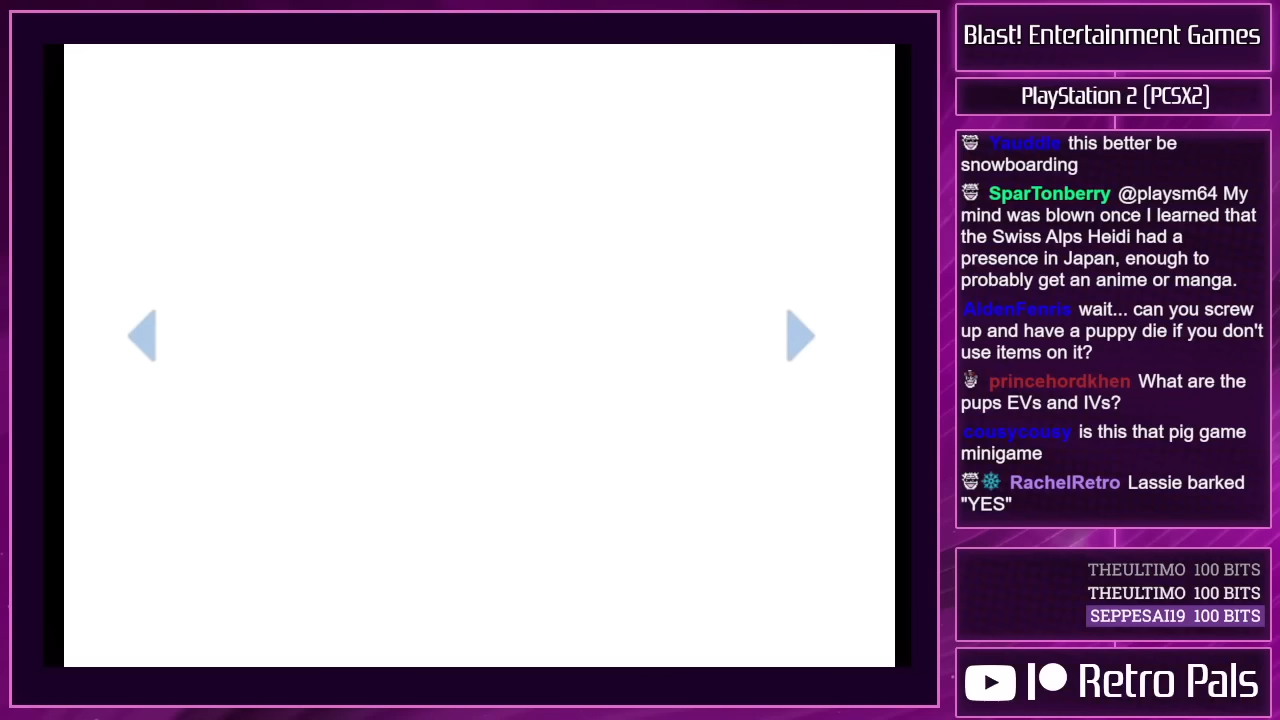 Blast! Entertainment Games
PlayStation 2 (PCSX2)
Yauddle this better be
snowboarding
SparTonberry @playsm64 My
mind was blown once I learned that
the Swiss Alps Heidi had a
presence in Japan, enough to
probably get an anime or manga.
AldenFenris wait... can you screw
up and have a puppy die if you don't
use items on it?
princehordkhen What are the
pups EVs and IVs?
cousycousy is this that pig game
minigame
RachelRetro Lassie barked
"YES"
THEULTIMO 100 BITS
THEULTIMO 100 BITS
SEPPESAI19 100 BITS
Retro Pals